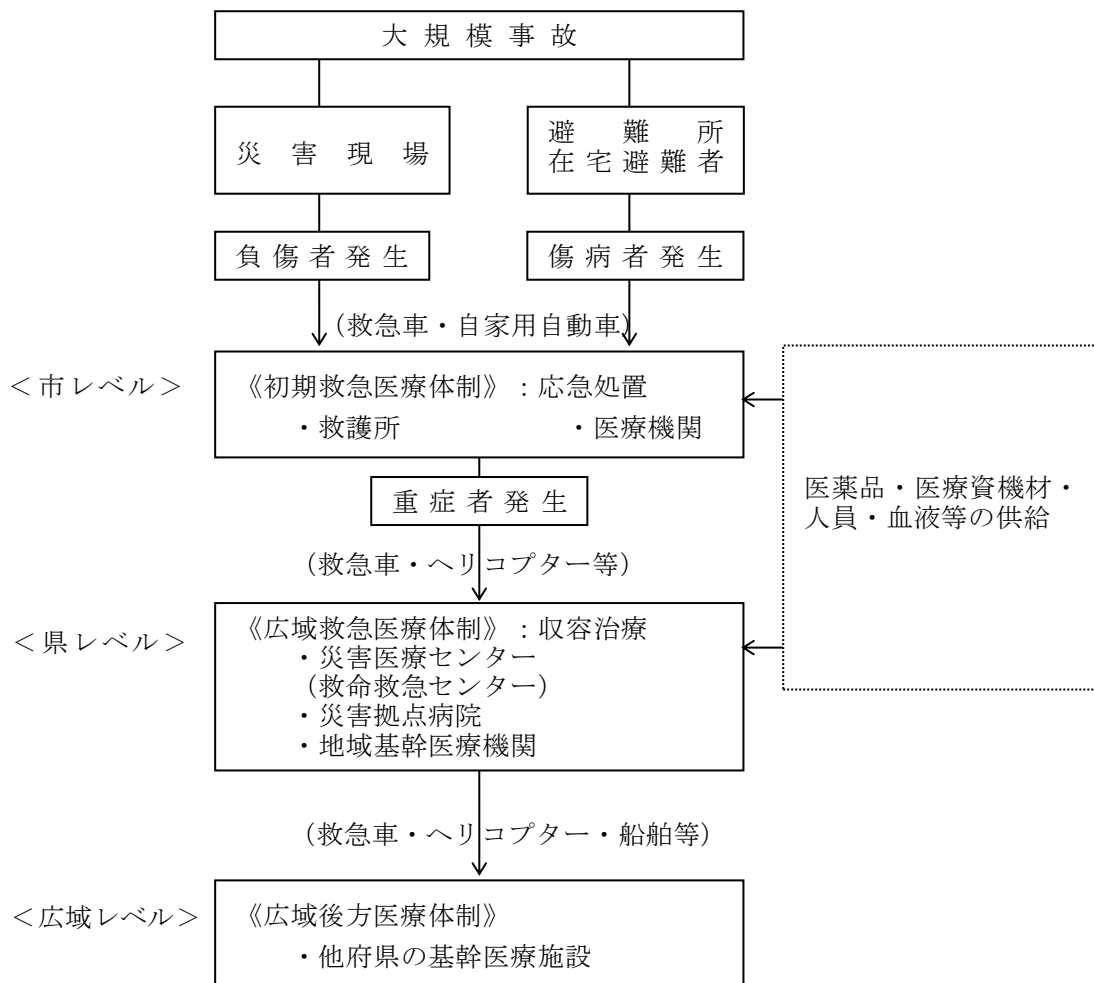 大規模事故
災害現場
避難所
在宅避難者
負傷者発生
傷病者発生
（救急車・自家用自動車）
＜市レベル＞
《初期救急医療体制》：応急処置
・救護所 ・医療機関
医薬品・医療資機材・
人員・血液等の供給
重症者発生
（救急車・ヘリコプター等）
＜県レベル＞
《広域救急医療体制》：収容治療
・災害医療センター
（救命救急センター）
・災害拠点病院
・地域基幹医療機関
（救急車・ヘリコプター・船舶等）
＜広域レベル＞
《広域後方医療体制》
・他府県の基幹医療施設